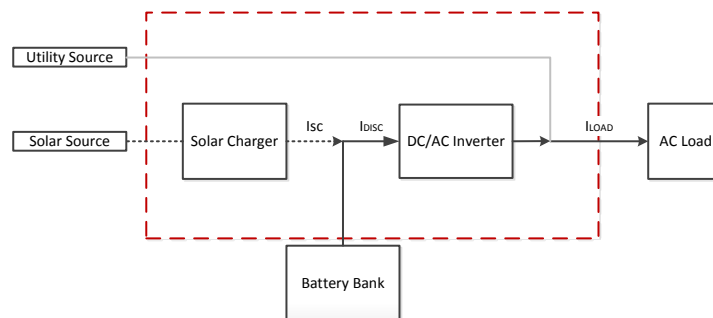 Utility Source
Solar Source
Solar Charger
Isc
IDISC
DC/AC Inverter
ILOAD
AC Load
Battery Bank